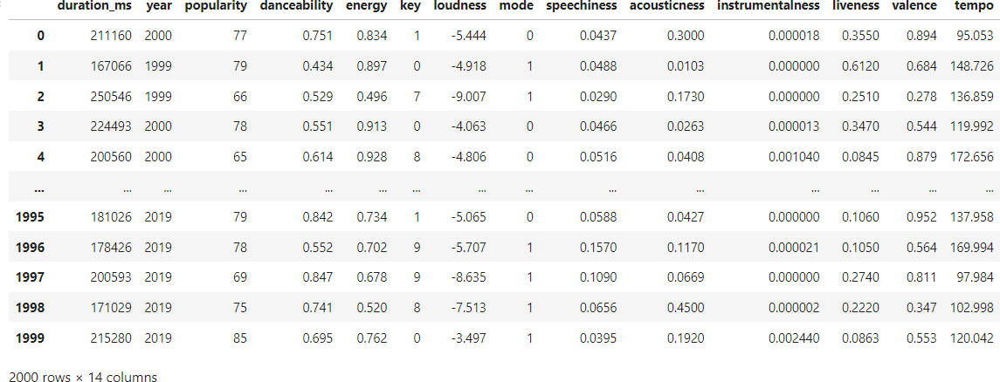 duration_ms year popularity danceability energy key loudness mode speechiness acousticness instrumentalness liveness valence tempo
0 211160 2000 77 0.751 0.834 1 -5.444 0 0.0437 0.3000 0.000018 0.3550 0.894 95.053
1 167066 1999 79 0.434 0.897 0 -4.918 1 0.0488 0.0103 0.000000 0.6120 0.684 148.726
2 250546 1999 66 0.529 0.496 7 -9.007 1 0.0290 0.1730 0.000000 0.2510 0.278 136.859
3 224493 2000 78 0.551 0.913 0 -4.063 0 0.0466 0.0263 0.000013 0.3470 0.544 119.992
4 200560 2000 65 0.614 0.928 8 -4.806 0 0.0516 0.0408 0.001040 0.0845 0.879 172.656
... ... ... ... ... ... ... ... ... ... ... ... ... ... ...
1995 181026 2019 79 0.842 0.734 1 -5.065 0 0.0588 0.0427 0.000000 0.1060 0.952 137.958
1996 178426 2019 78 0.552 0.702 9 -5.707 1 0.1570 0.1170 0.000021 0.1050 0.564 169.994
1997 200593 2019 69 0.847 0.678 9 -8.635 1 0.1090 0.0669 0.000000 0.2740 0.811 97.984
1998 171029 2019 75 0.741 0.520 8 -7.513 1 0.0656 0.4500 0.000002 0.2220 0.347 102.998
1999 215280 2019 85 0.695 0.762 0 -3.497 1 0.0395 0.1920 0.002440 0.0863 0.553 120.042
2000 rows × 14 columns